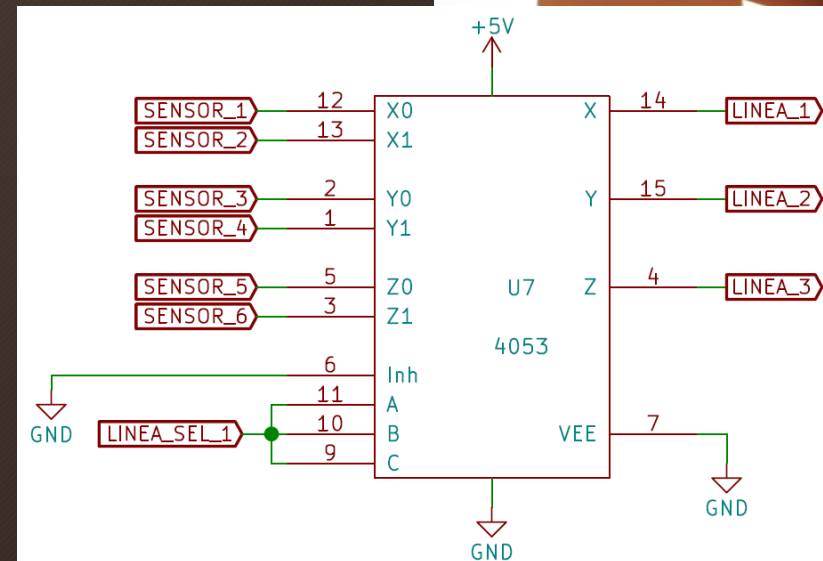 +5V
SENSOR_1 12 X0 X 14 LINEA_1
SENSOR_2 13 X1
SENSOR_3 2 Y0 Y 15 LINEA_2
SENSOR_4 1 Y1
SENSOR_5 5 Z0 U7 Z 4 LINEA_3
SENSOR_6 3 Z1
4053
6 Inh
11 A
GND LINEA_SEL_1 10 B VEE 7
9 C
GND
GND